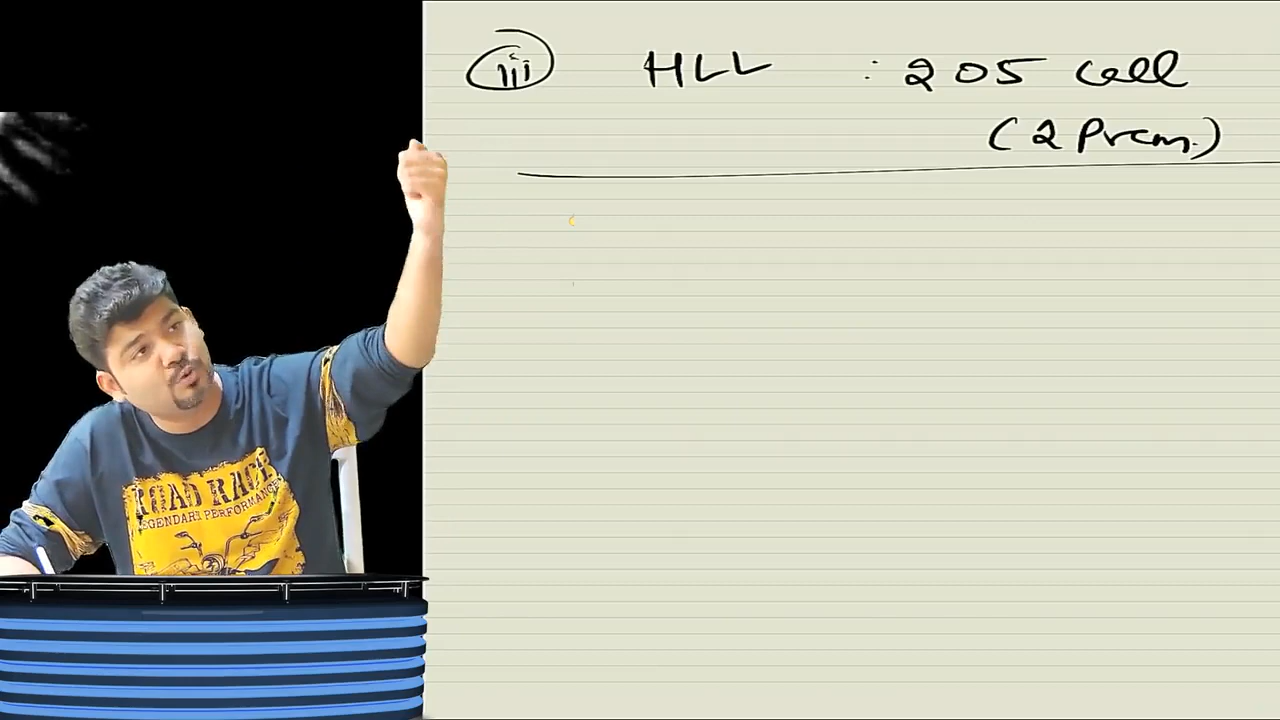 (iii) HLL : 205 Call
(2 Prem.)
ROAD RACE
LEGENDARY PERFORMANCE